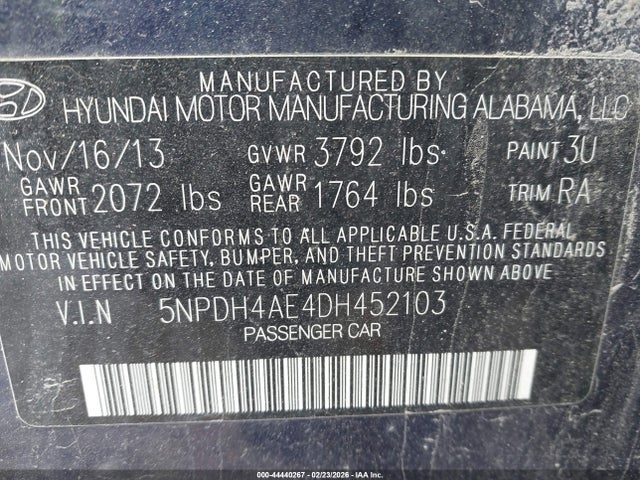 MANUFACTURED BY
HYUNDAI MOTOR MANUFACTURING ALABAMA, LLC
Nov/16/13 GVWR 3792 lbs. PAINT 3U
GAWR FRONT 2072 lbs GAWR REAR 1764 lbs TRIM RA
THIS VEHICLE CONFORMS TO ALL APPLICABLE U.S.A. FEDERAL
MOTOR VEHICLE SAFETY, BUMPER, AND THEFT PREVENTION STANDARDS
IN EFFECT ON THE DATE OF MANUFACTURE SHOWN ABOVE
V.I.N 5NPDH4AE4DH452103
PASSENGER CAR
000-44440267 - 02/23/2026 - IAA Inc.